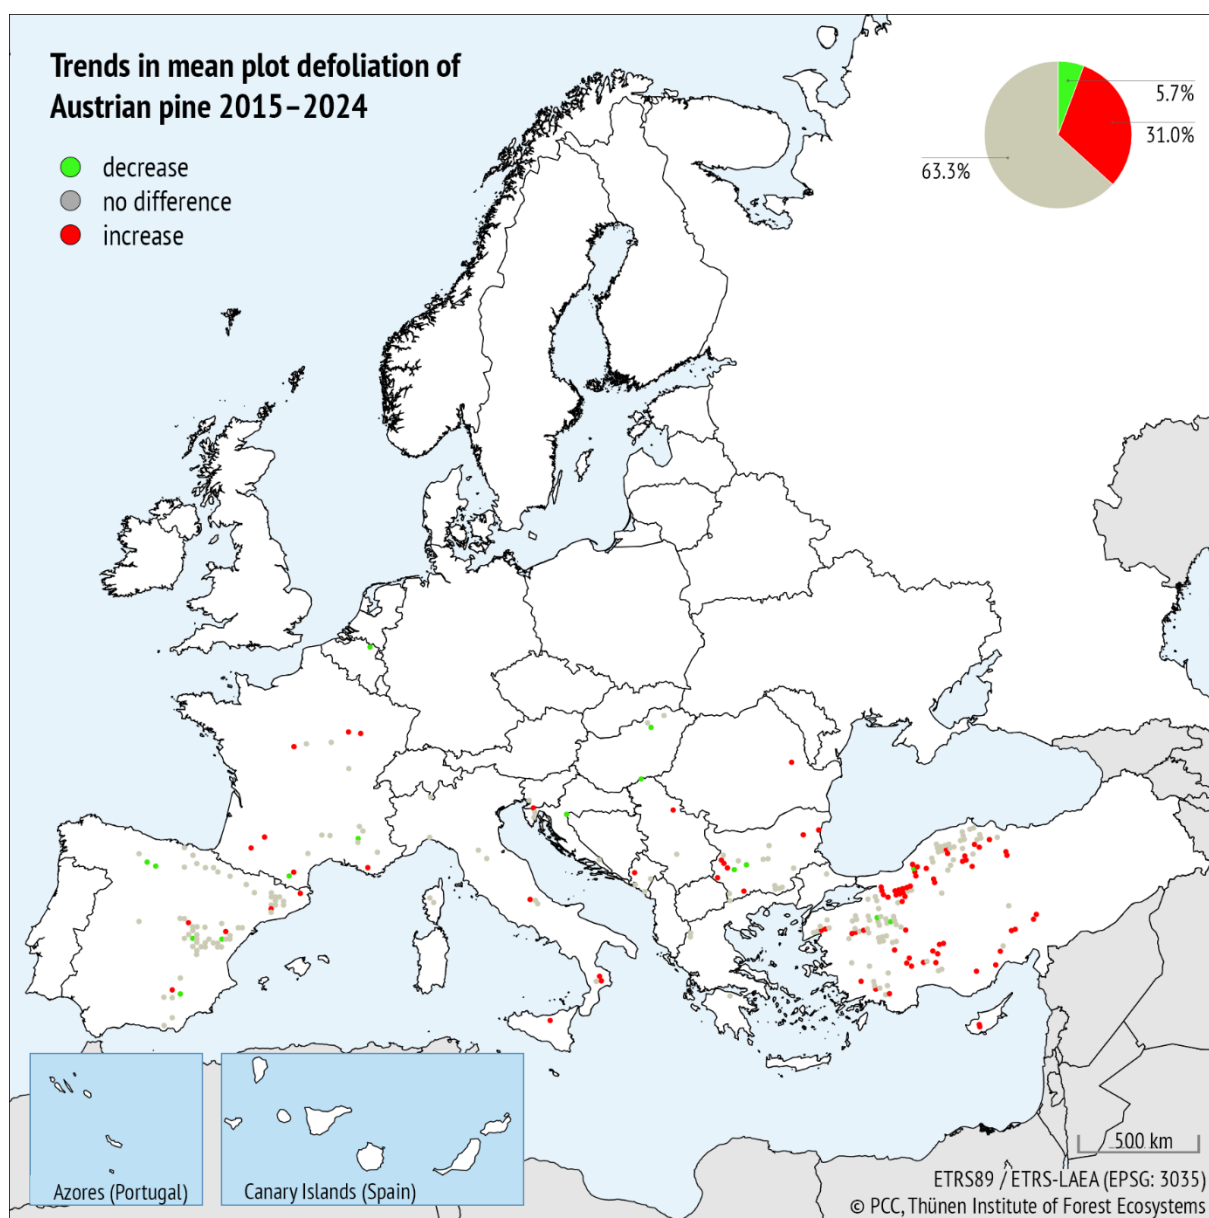 Trends in mean plot defoliation of
Austrian pine 2015–2024
decrease
no difference
increase
5.7%
31.0%
63.3%
Azores (Portugal)
Canary Islands (Spain)
500 km
ETRS89 / ETRS-LAEA (EPSG: 3035)
© PCC, Thünen Institute of Forest Ecosystems